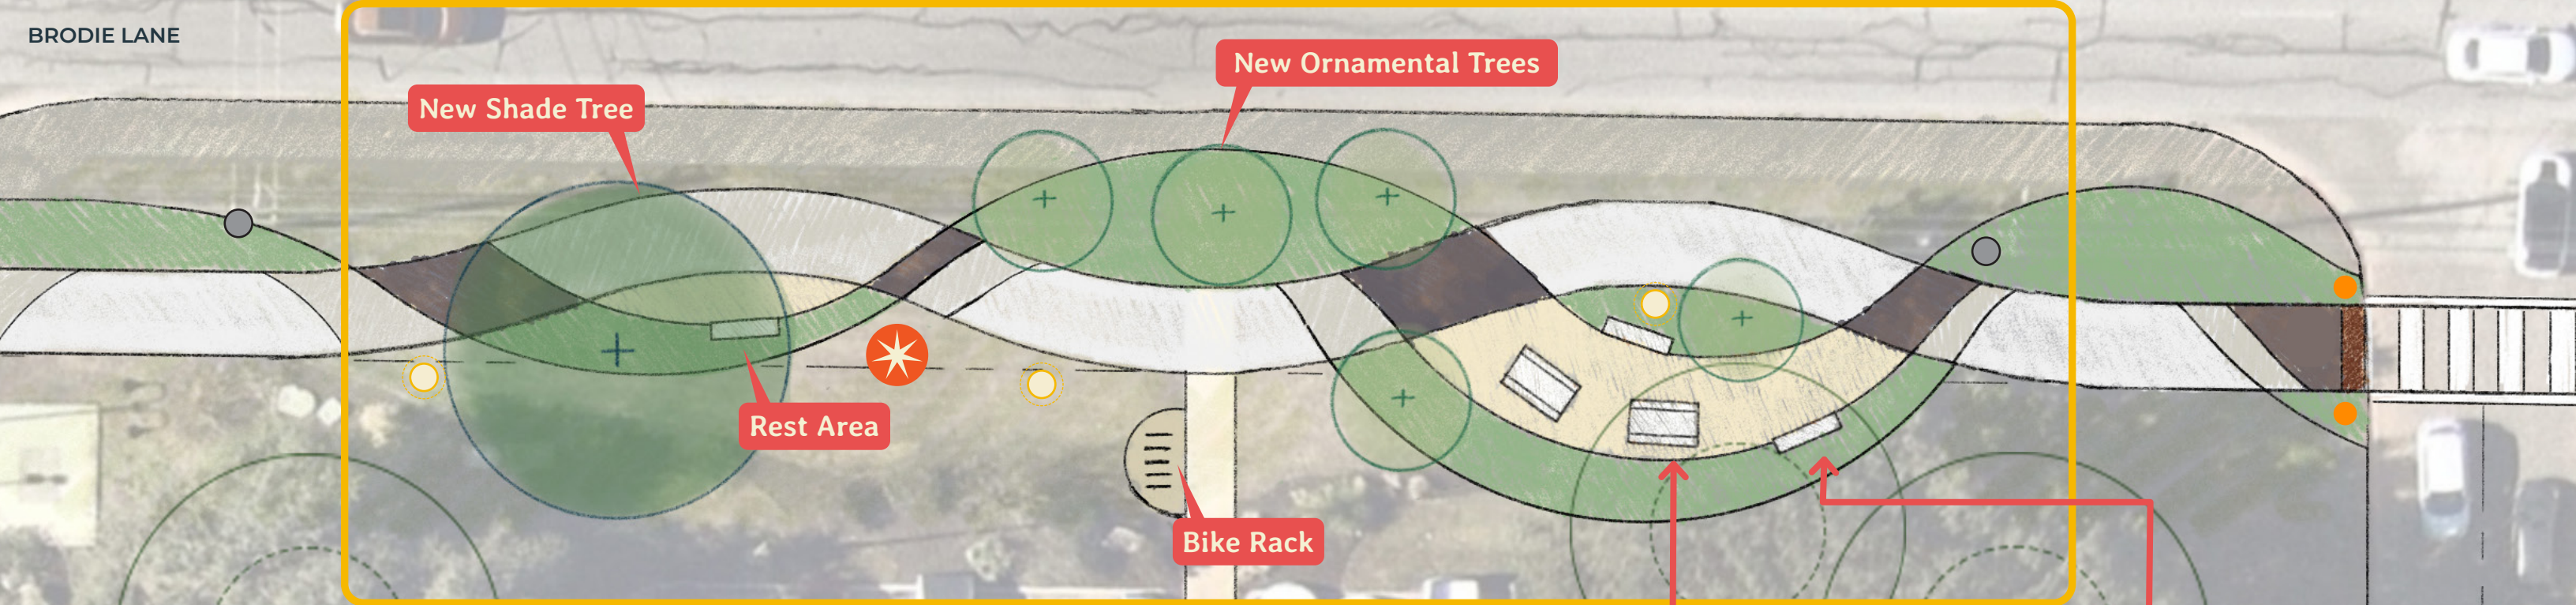 BRODIE LANE
New Ornamental Trees
New Shade Tree
Rest Area
Bike Rack